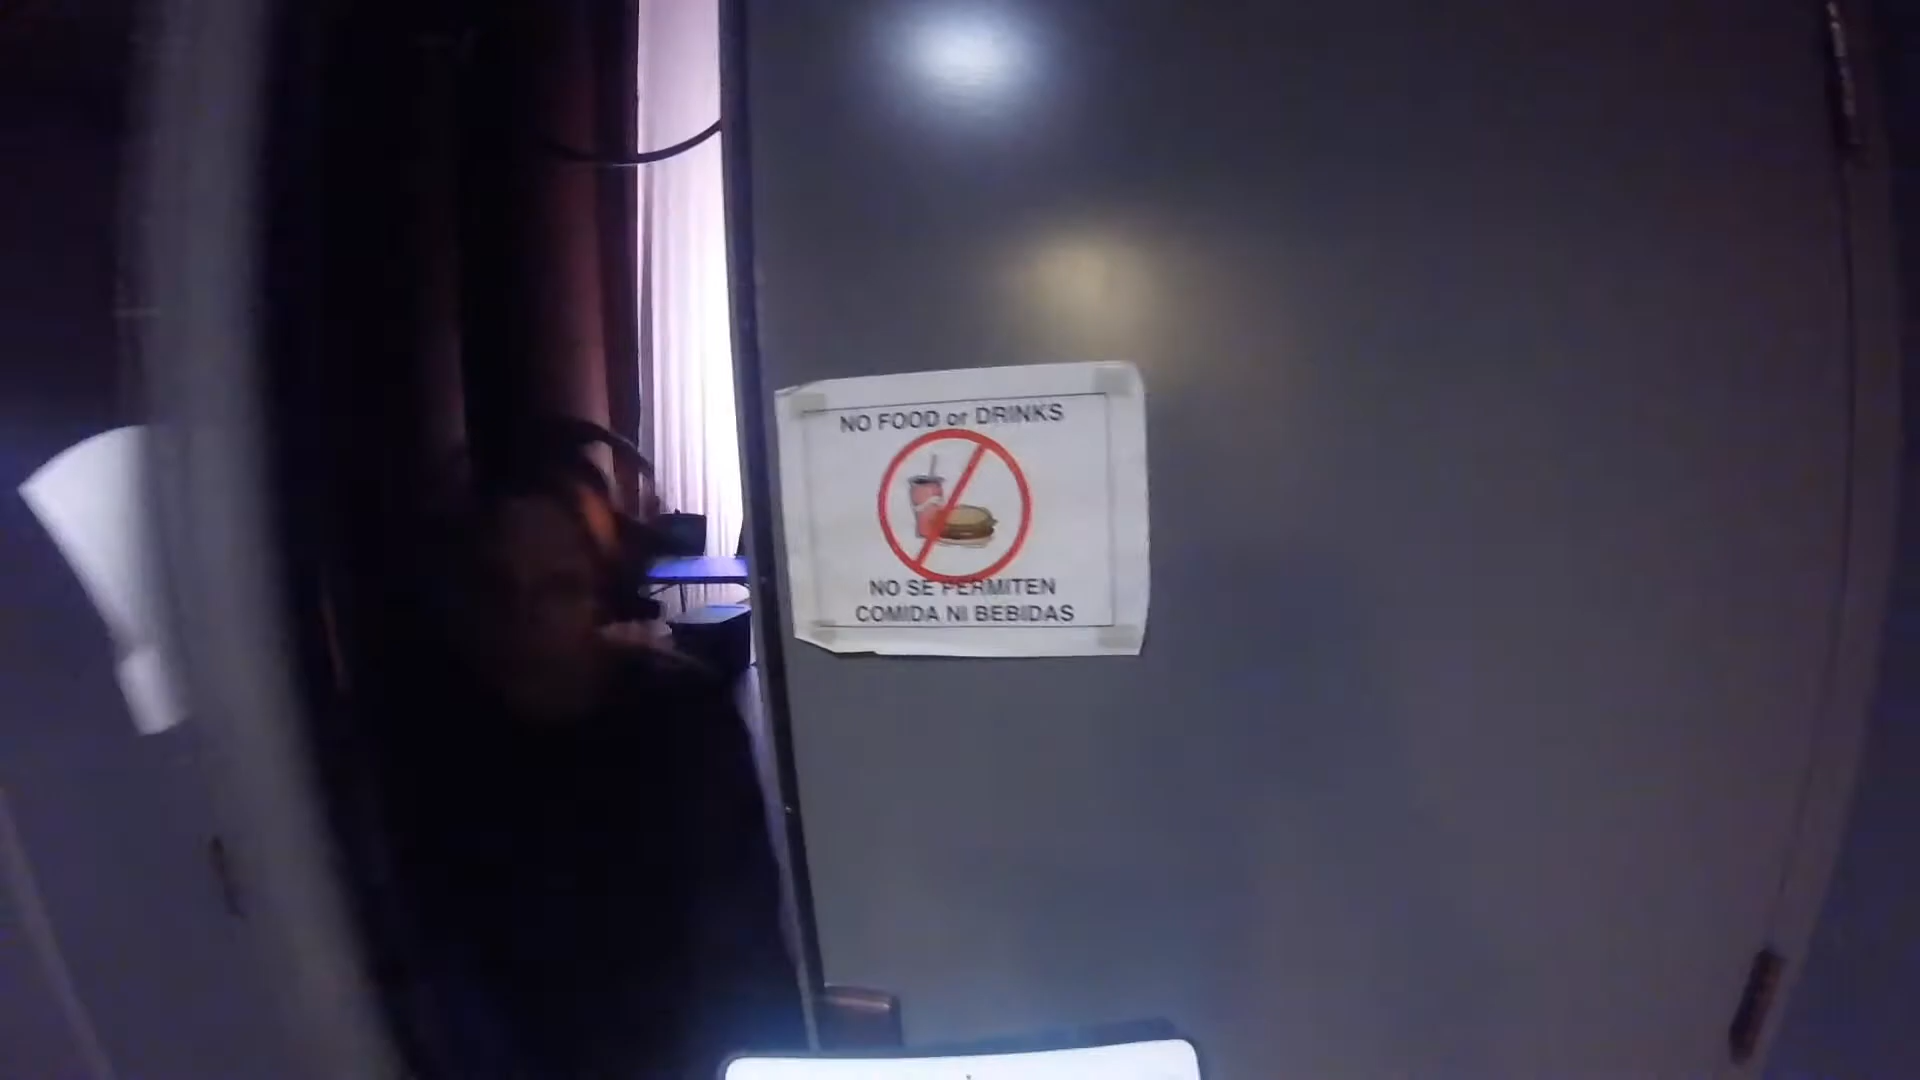 NO FOOD or DRINKS
NO SE PERMITEN
COMIDA NI BEBIDAS